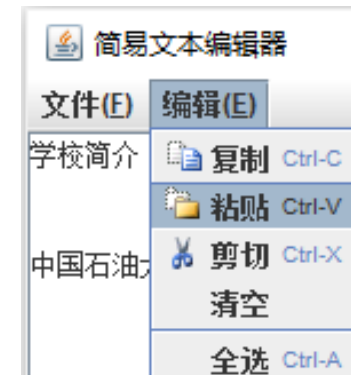 简易文本编辑器
文件(F) 编辑(E)
学校简介
复制 Ctrl-C
粘贴 Ctrl-V
中国石油
剪切 Ctrl-X
清空
全选 Ctrl-A